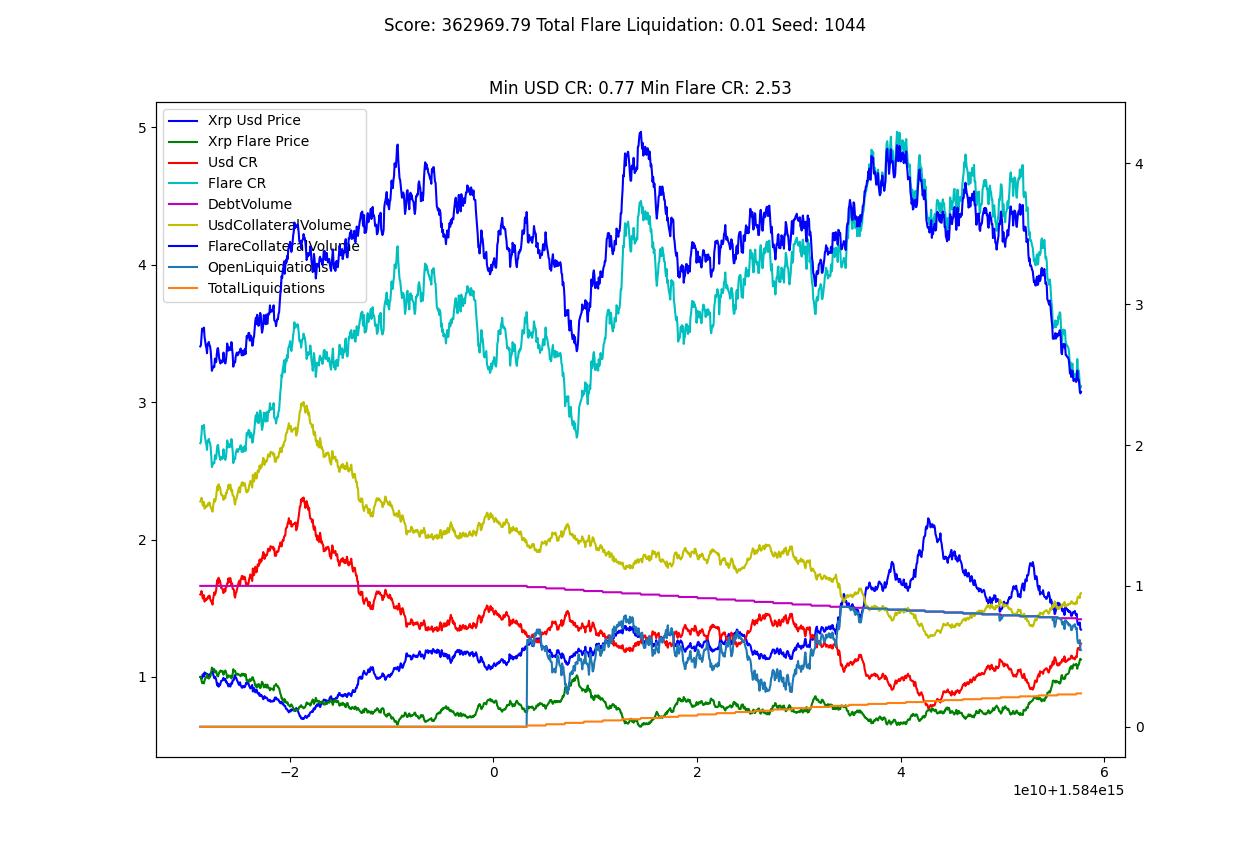 Score: 362969.79 Total Flare Liquidation: 0.01 Seed: 1044
Min USD CR: 0.77 Min Flare CR: 2.53
Xrp Usd Price
Xrp Flare Price
Usd CR
Flare CR
DebtVolume
UsdCollateralVolume
FlareCollateralVolume
OpenLiquidations
TotalLiquidations
5
4
3
2
1
4
3
2
1
0
−2
0
2
4
6
1e10+1.584e15